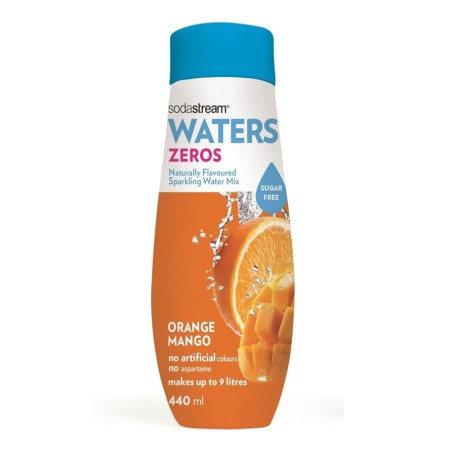 sodastream®
WATERS
ZEROS
Naturally Flavoured
Sparkling Water Mix
SUGAR
FREE
ORANGE
MANGO
no artificial colours
no aspartame
makes up to 9 litres
440 ml